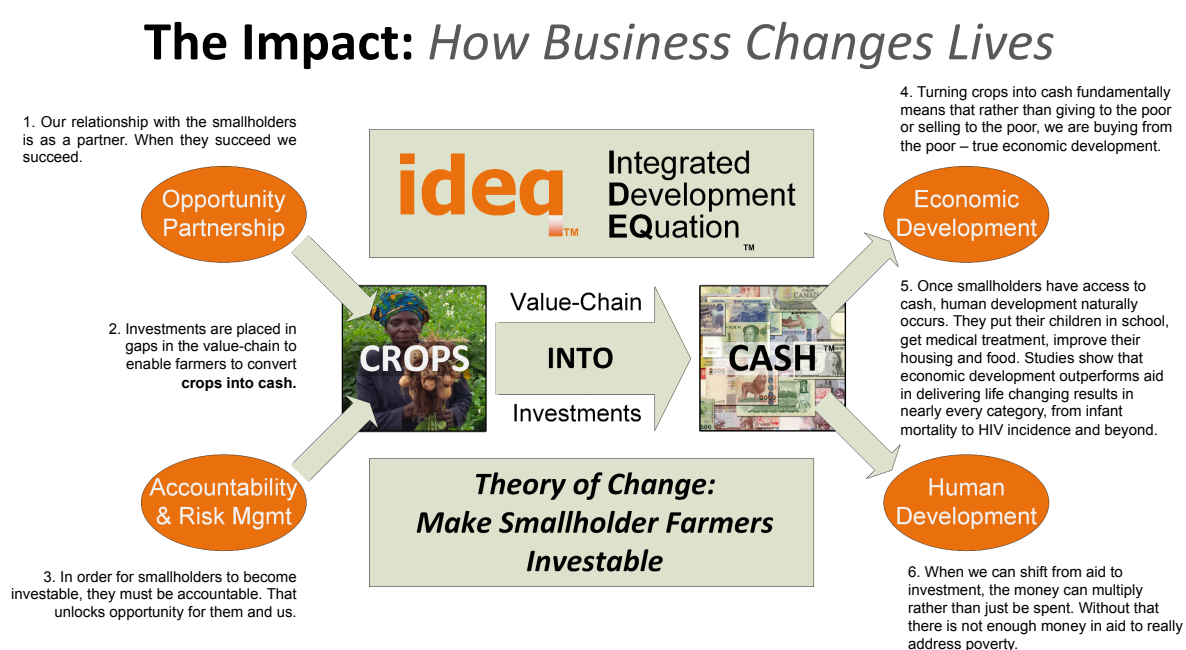 The Impact: How Business Changes Lives
1. Our relationship with the smallholders
is as a partner. When they succeed we
succeed.
Opportunity
Partnership
2. Investments are placed in
gaps in the value-chain to
enable farmers to convert
crops into cash.
Accountability
& Risk Mgmt
3. In order for smallholders to become
investable, they must be accountable. That
unlocks opportunity for them and us.
ideq TM
Integrated
Development
EQuation
TM
CROPS
Value-Chain
INTO
Investments
CASH TM
CANADA
2000
500
Theory of Change:
Make Smallholder Farmers
Investable
4. Turning crops into cash fundamentally
means that rather than giving to the poor
or selling to the poor, we are buying from
the poor – true economic development.
Economic
Development
5. Once smallholders have access to
cash, human development naturally
occurs. They put their children in school,
get medical treatment, improve their
housing and food. Studies show that
economic development outperforms aid
in delivering life changing results in
nearly every category, from infant
mortality to HIV incidence and beyond.
Human
Development
6. When we can shift from aid to
investment, the money can multiply
rather than just be spent. Without that
there is not enough money in aid to really
address poverty.